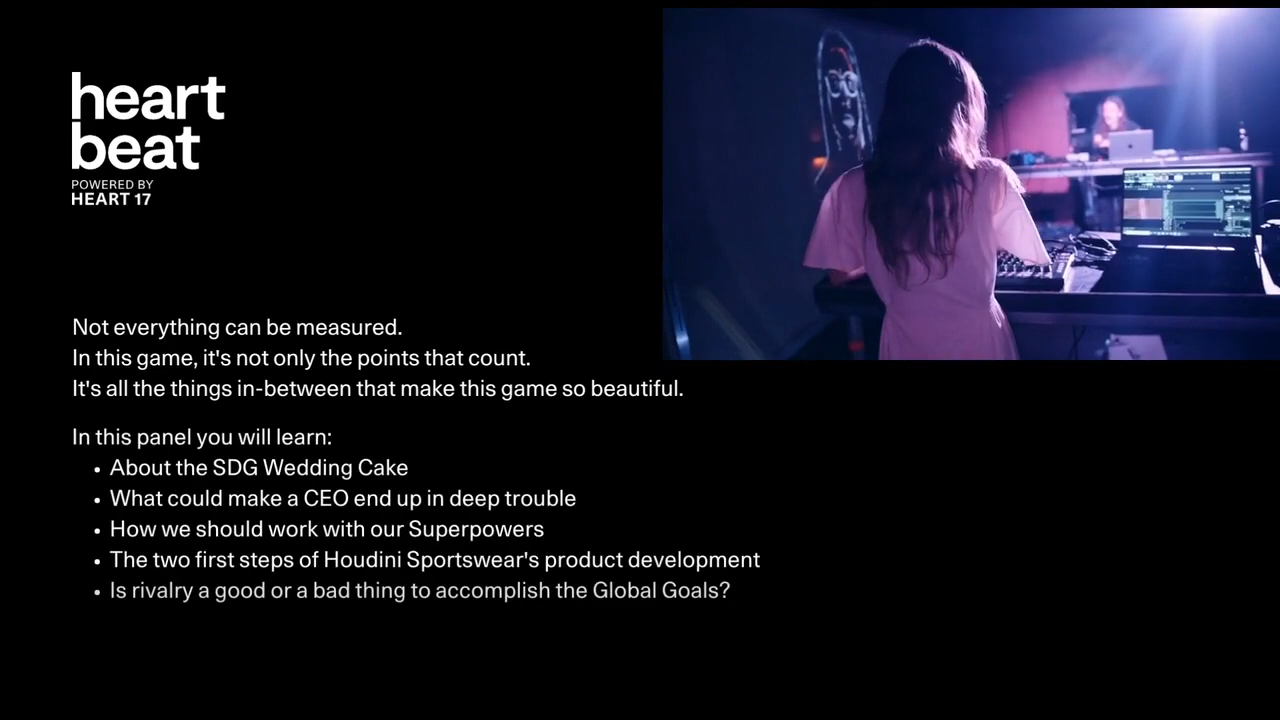 heart
beat
POWERED BY
HEART 17
Not everything can be measured.
In this game, it's not only the points that count.
It's all the things in-between that make this game so beautiful.
In this panel you will learn:
• About the SDG Wedding Cake
• What could make a CEO end up in deep trouble
• How we should work with our Superpowers
• The two first steps of Houdini Sportswear's product development
• Is rivalry a good or a bad thing to accomplish the Global Goals?